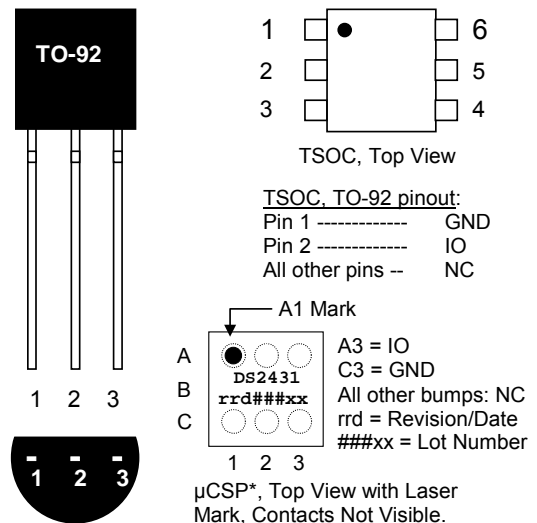 TO-92
1 2 3
1 2 3
1 6
2 5
3 4
TSOC, Top View
TSOC, TO-92 pinout:
Pin 1 ------------- GND
Pin 2 ------------- IO
All other pins -- NC
A1 Mark
A
B
C
DS2431
rrd###xx
1 2 3
A3 = IO
C3 = GND
All other bumps: NC
rrd = Revision/Date
###xx = Lot Number
µCSP*, Top View with Laser
Mark, Contacts Not Visible.